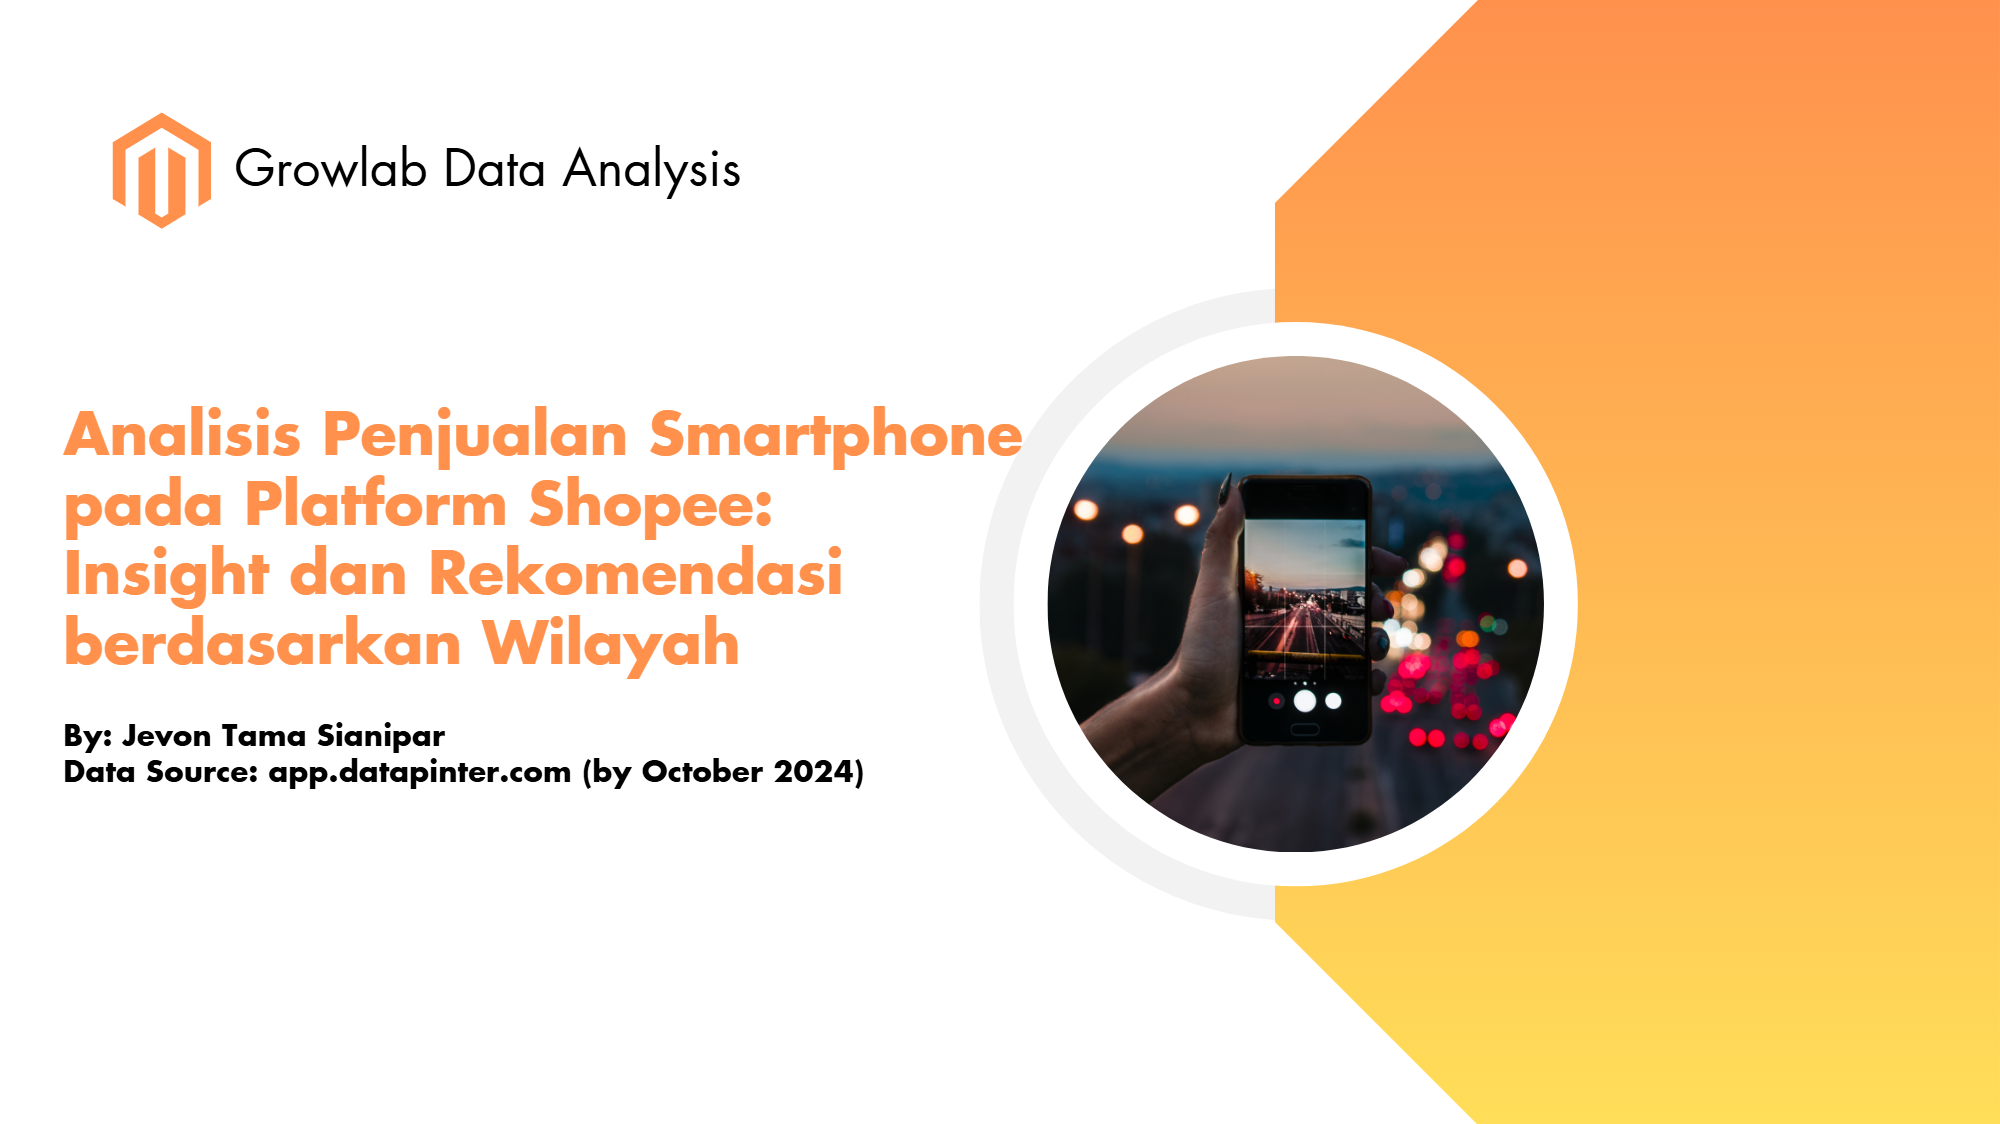 Growlab Data Analysis
Analisis Penjualan Smartphone
pada Platform Shopee:
Insight dan Rekomendasi
berdasarkan Wilayah
By: Jevon Tama Sianipar
Data Source: app.datapinter.com (by October 2024)